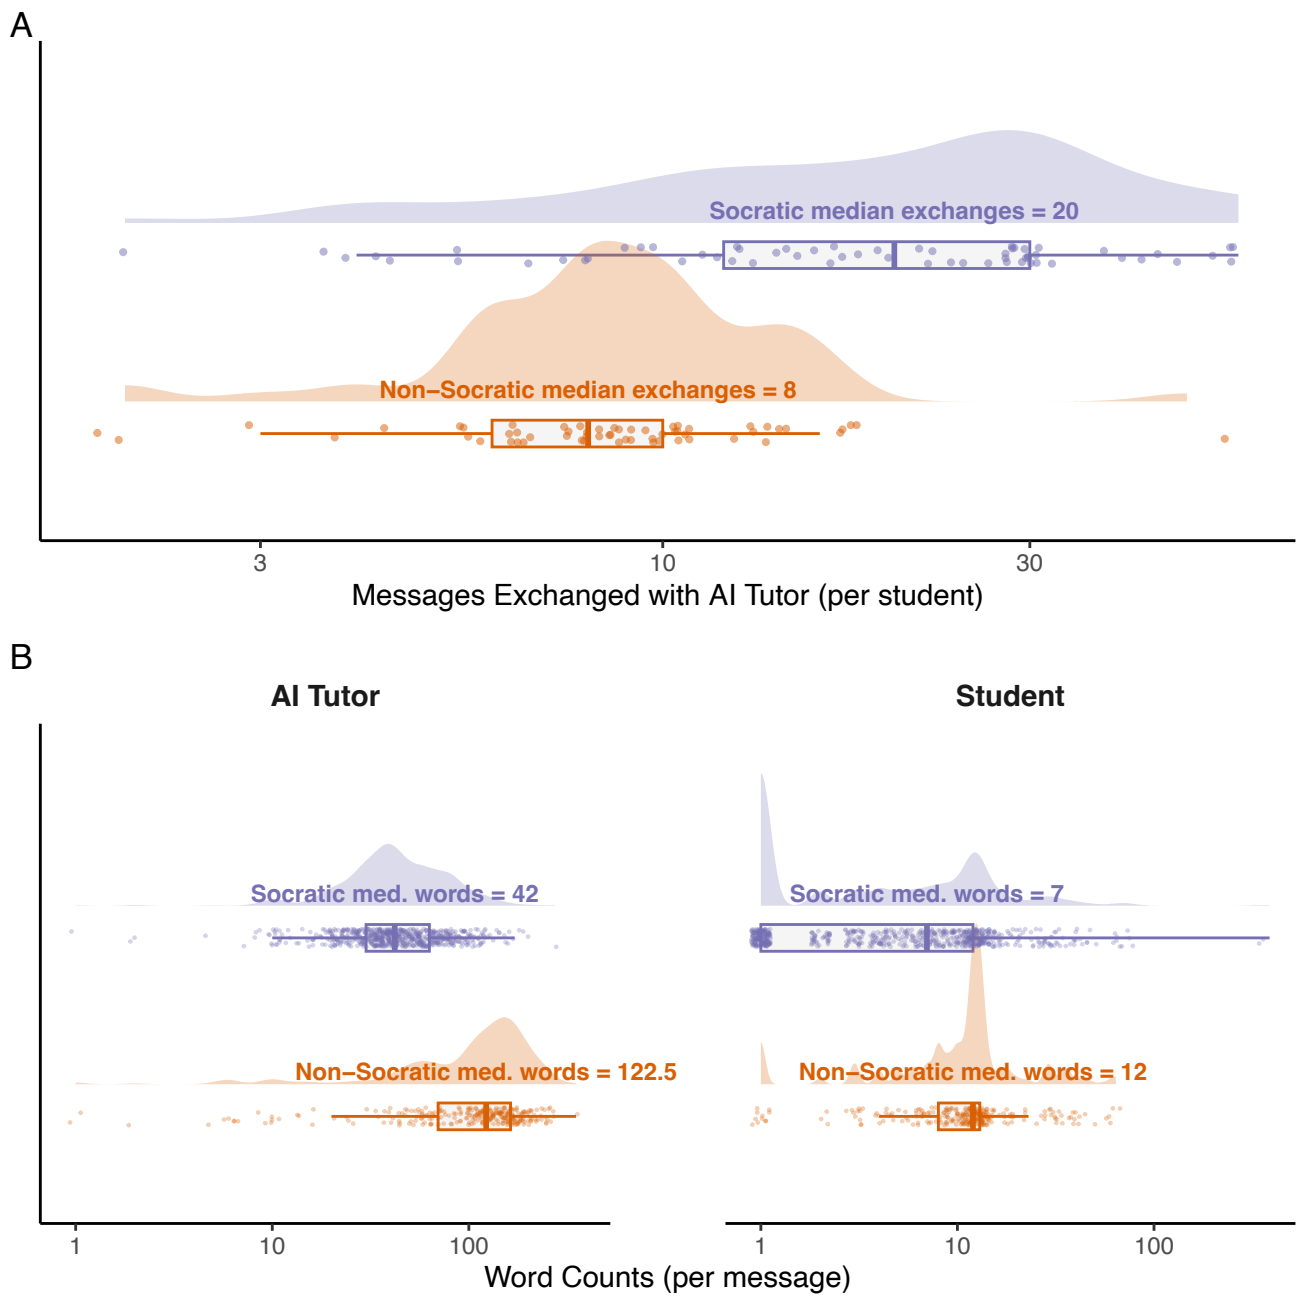 A
Socratic median exchanges = 20
Non−Socratic median exchanges = 8
3 10 30
Messages Exchanged with AI Tutor (per student)
B
AI Tutor Student
Socratic med. words = 42 Socratic med. words = 7
Non−Socratic med. words = 122.5 Non−Socratic med. words = 12
1 10 100 1 10 100
Word Counts (per message)